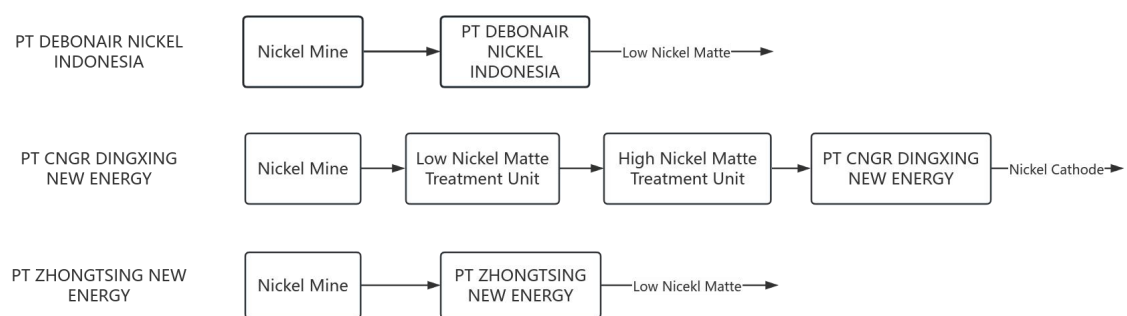 PT DEBONAIR NICKEL
INDONESIA
Nickel Mine
PT DEBONAIR
NICKEL
INDONESIA
Low Nickel Matte
PT CNGR DINGXING
NEW ENERGY
Nickel Mine
Low Nickel Matte
Treatment Unit
High Nickel Matte
Treatment Unit
PT CNGR DINGXING
NEW ENERGY
Nickel Cathode
PT ZHONGTSING NEW
ENERGY
Nickel Mine
PT ZHONGTSING
NEW ENERGY
Low Nicekl Matte